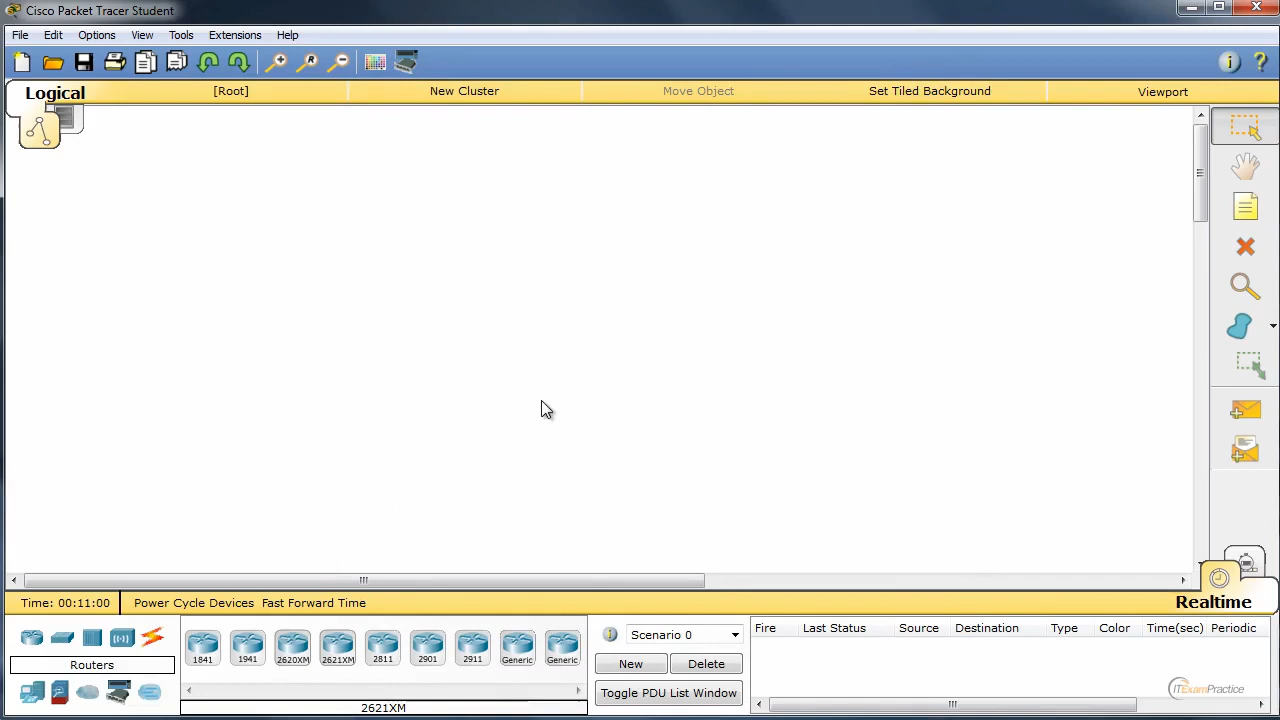 Cisco Packet Tracer Student
File Edit Options View Tools Extensions Help
Logical [Root] New Cluster Move Object Set Tiled Background Viewport
Time: 00:11:00 Power Cycle Devices Fast Forward Time
Realtime
Routers
1841 1941 2620XM 2621XM 2811 2901 2911 Generic Generic
2621XM
Scenario 0
New Delete
Toggle PDU List Window
Fire Last Status Source Destination Type Color Time(sec) Periodic
ITExamPractice